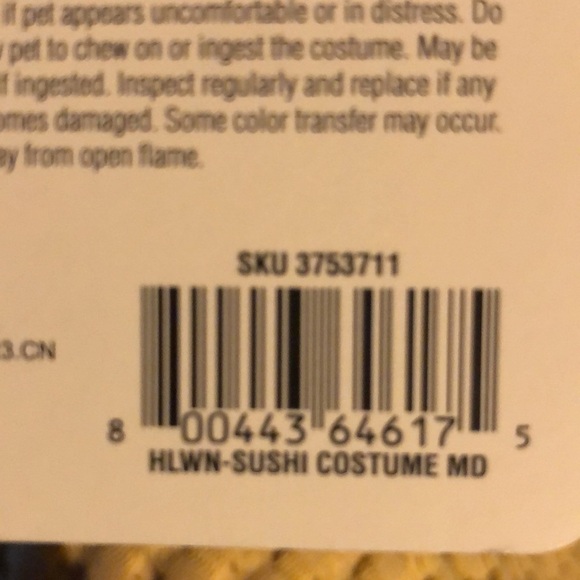 if pet appears uncomfortable or in distress. Do
pet to chew on or ingest the costume. May be
if ingested. Inspect regularly and replace if any
damaged. Some color transfer may occur.
from open flame.
SKU 3753711
3.CN
8 00443 64617 5
HLWN-SUSHI COSTUME MD